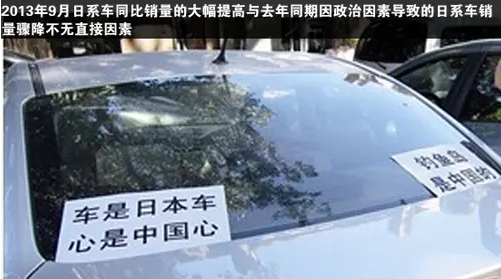 2013年9月日系车同比销量的大幅提高与去年同期因政治因素导致的日系车销
量骤降不无直接因素
车是日本车
心是中国心
钓鱼岛
是中国的